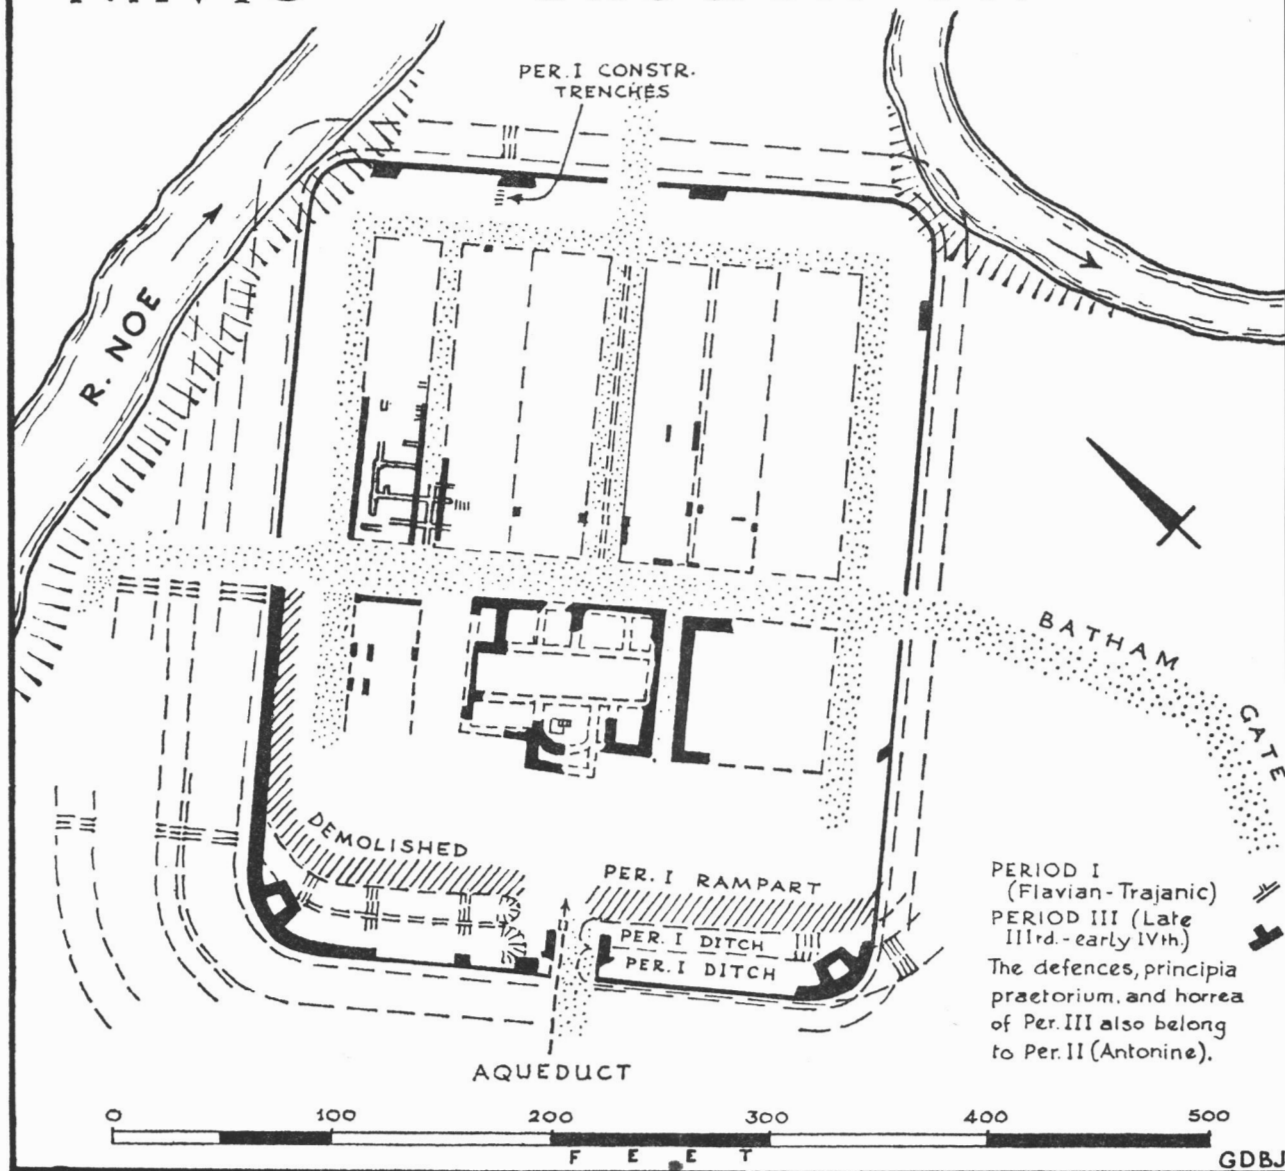 PER. I CONSTR.
TRENCHES
R. NOE
BATHAM GATE
DEMOLISHED
PER. I RAMPART
PER. I DITCH
PER. I DITCH
AQUEDUCT
PERIOD I
(Flavian-Trajanic)
PERIOD III (Late
IIIrd.-early IVth.)
The defences, principia
praetorium, and horrea
of Per. III also belong
to Per. II (Antonine).
0 100 200 300 400 500
FEET
GDBJ